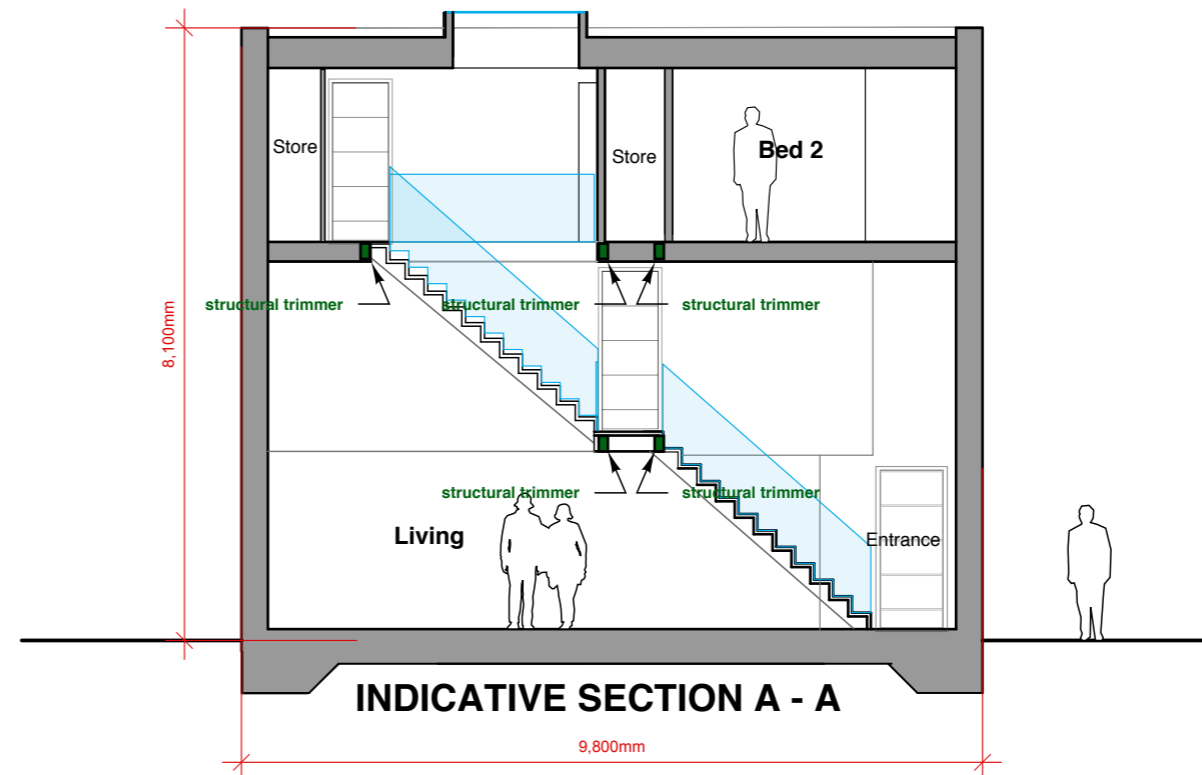 Store
Store
Bed 2
structural trimmer
structural trimmer
structural trimmer
8,100mm
structural trimmer
structural trimmer
Living
Entrance
INDICATIVE SECTION A - A
9,800mm